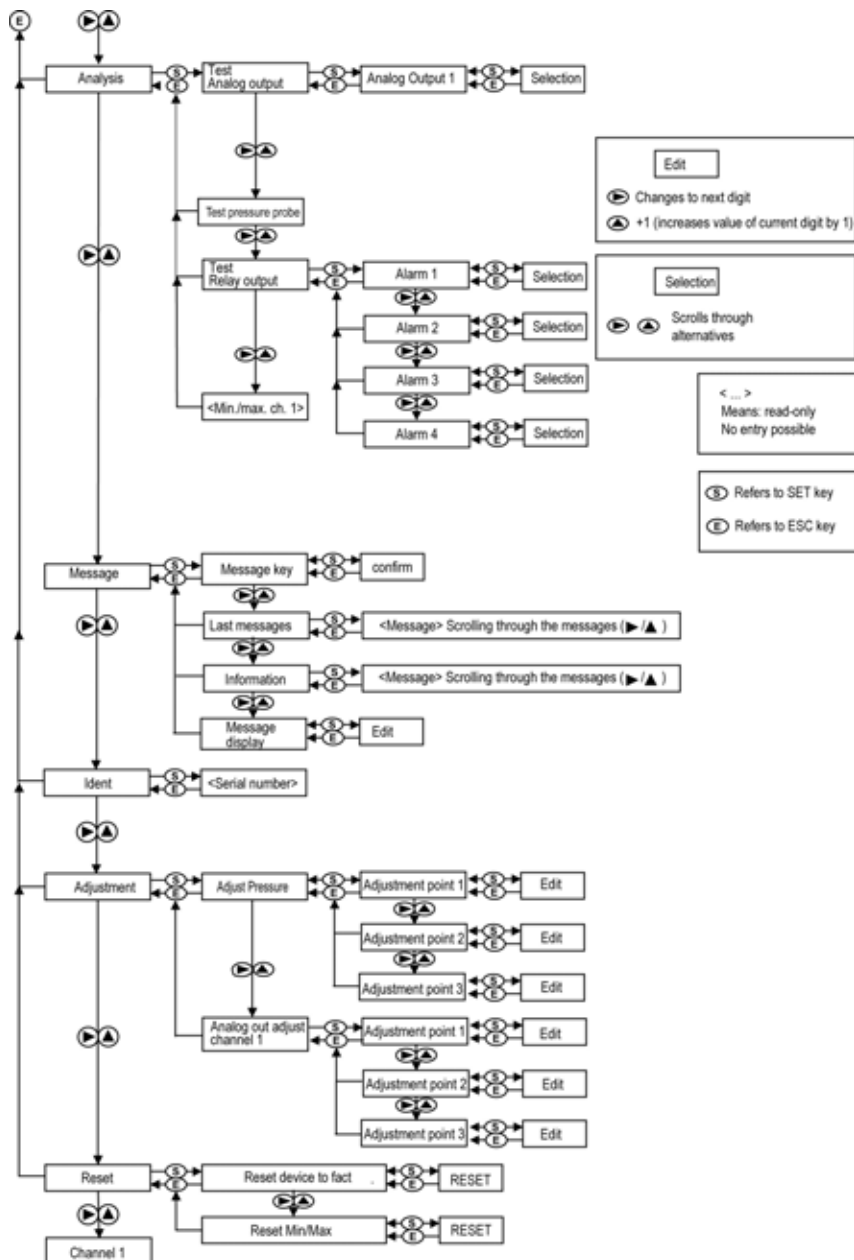 E
Analysis
S
E
Test
Analog output
S
E
Analog Output 1
S
E
Selection
Test pressure probe
Test
Relay output
S
E
Alarm 1
S
E
Selection
Alarm 2
S
E
Selection
Alarm 3
S
E
Selection
<Min./max. ch. 1>
Alarm 4
S
E
Selection
Edit
Changes to next digit
+1 (increases value of current digit by 1)
Selection
Scrolls through
alternatives
< ... >
Means: read-only
No entry possible
S Refers to SET key
E Refers to ESC key
Message
S
E
Message key
S
E
confirm
Last messages
S
E
<Message> Scrolling through the messages (▶/▲ )
Information
S
E
<Message> Scrolling through the messages (▶/▲ )
Message
display
S
E
Edit
Ident
S
E
<Serial number>
Adjustment
S
E
Adjust Pressure
S
E
Adjustment point 1
S
E
Edit
Adjustment point 2
S
E
Edit
Adjustment point 3
S
E
Edit
Analog out adjust
channel 1
S
E
Adjustment point 1
S
E
Edit
Adjustment point 2
S
E
Edit
Adjustment point 3
S
E
Edit
Reset
S
E
Reset device to fact .
S
E
RESET
Reset Min/Max
S
E
RESET
Channel 1